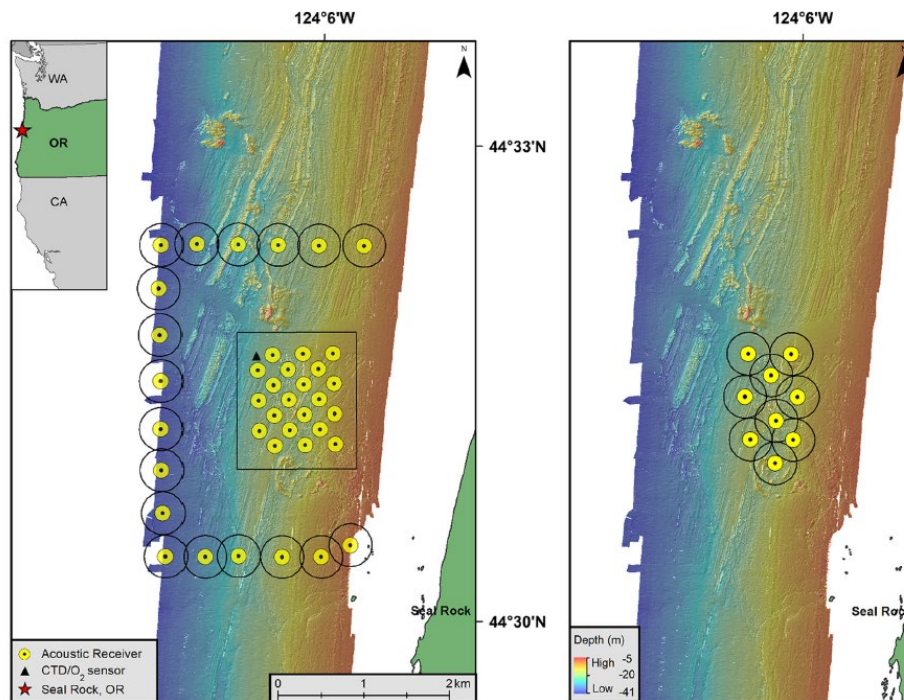 124°6'W
124°6'W
WA
OR
CA
N
44°33'N
44°30'N
Seal Rock
Seal Roc
Acoustic Receiver
CTD/O₂ sensor
Seal Rock, OR
0 1 2 km
Depth (m)
High -5
-20
Low -41